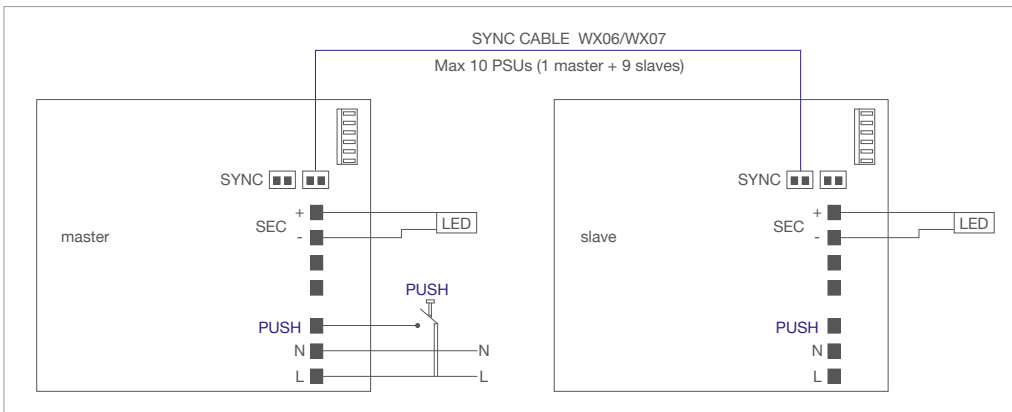 SYNC CABLE WX06/WX07
Max 10 PSUs (1 master + 9 slaves)
SYNC
+
SEC
-
LED
master
PUSH
PUSH
N
N
L
L
SYNC
+
SEC
-
LED
slave
PUSH
N
L